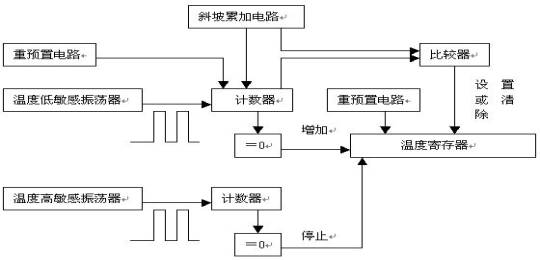 斜坡累加电路
重预置电路
比较器
温度低敏感振荡器
计数器
重预置电路
设 置
或 清
除
=0
增加
温度寄存器
温度高敏感振荡器
计数器
=0
停止